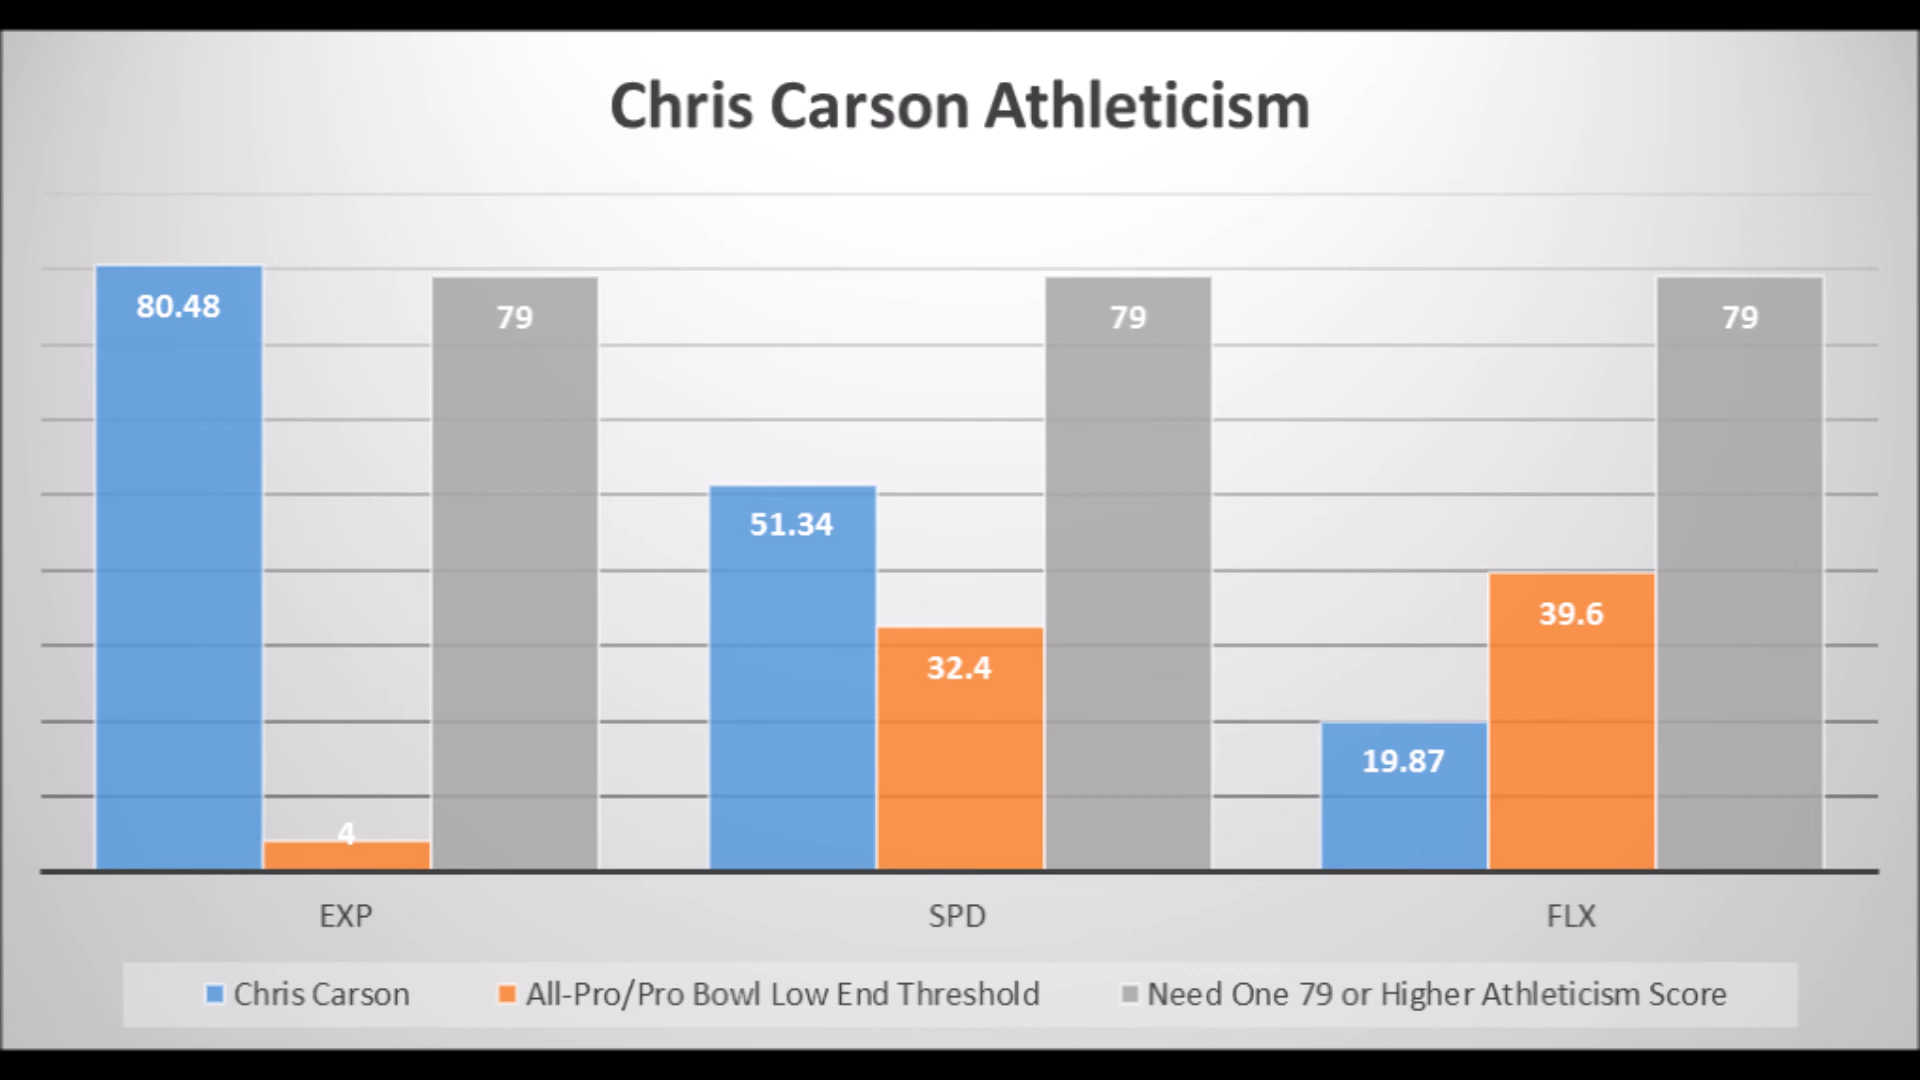 Chris Carson Athleticism
80.48
4
79
51.34
32.4
79
19.87
39.6
79
EXP
SPD
FLX
Chris Carson
All-Pro/Pro Bowl Low End Threshold
Need One 79 or Higher Athleticism Score